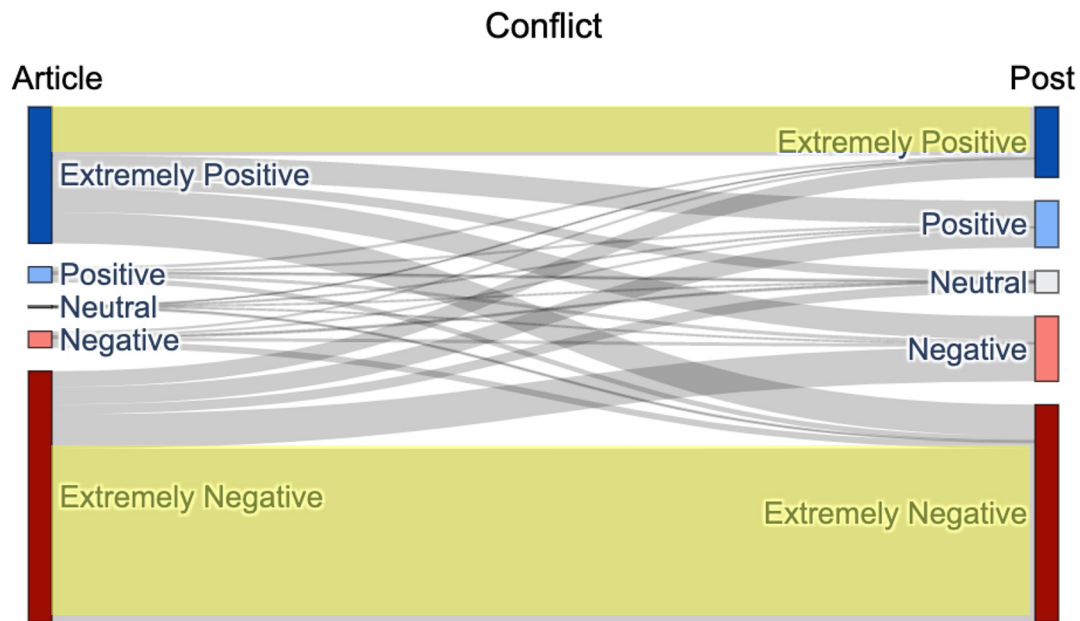 Conflict
Article
Post
Extremely Positive
Extremely Positive
Positive
Positive
Neutral
Neutral
Negative
Negative
Extremely Negative
Extremely Negative